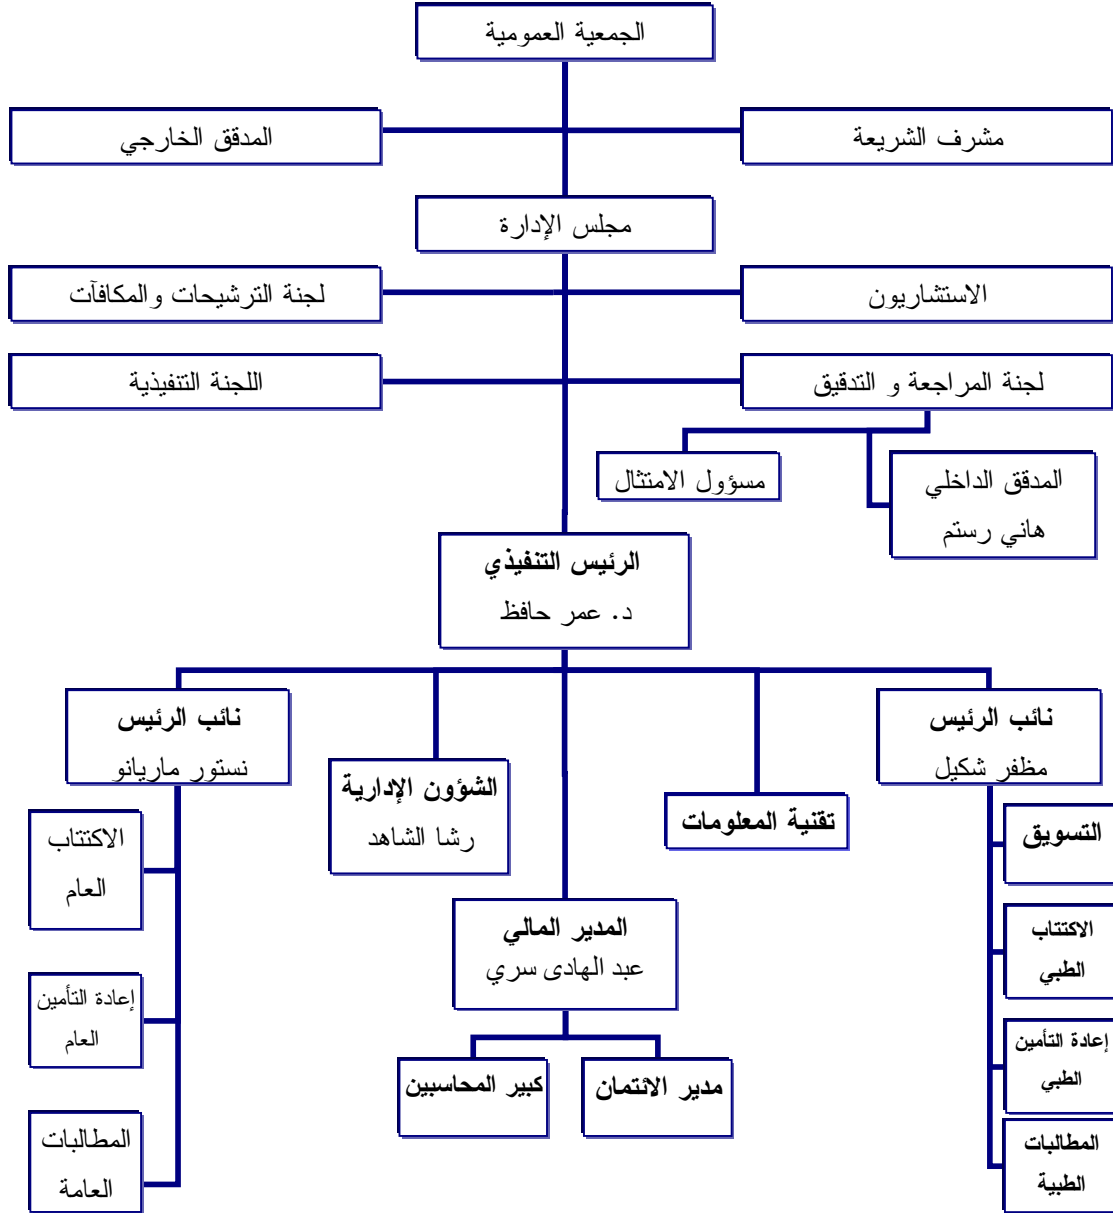 الجمعية العمومية
مشرف الشريعة
المدقق الخارجي
مجلس الإدارة
الاستشاريون
لجنة الترشيحات والمكافآت
لجنة المراجعة و التدقيق
اللجنة التنفيذية
المدقق الداخلي
هاني رستم
مسؤول الامتثال
الرئيس التنفيذي
د. عمر حافظ
نائب الرئيس
مظفر شكيل
تقنية المعلومات
الشؤون الإدارية
رشا الشاهد
نائب الرئيس
نستور ماريانو
التسويق
الاكتتاب
الطبي
إعادة التأمين
الطبي
المطالبات
الطبية
المدير المالي
عبد الهادى سري
مدير الائتمان
كبير المحاسبين
الاكتتاب
العام
إعادة التأمين
العام
المطالبات
العامة